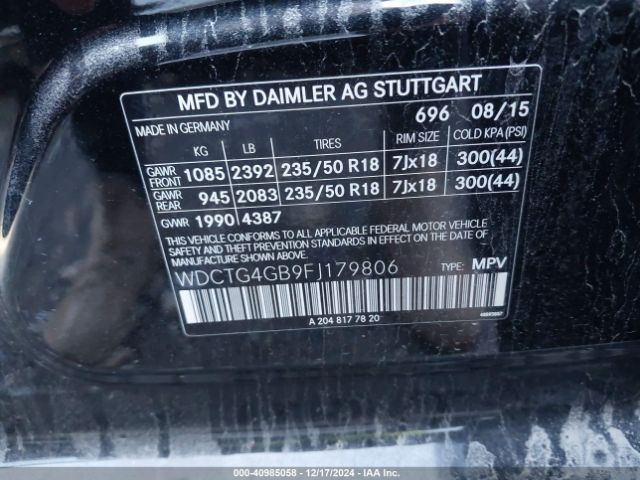 MFD BY DAIMLER AG STUTTGART
696 08/15
MADE IN GERMANY
KG LB TIRES RIM SIZE COLD KPA (PSI)
GAWR FRONT 1085 2392 235/50 R18 7Jx18 300(44)
GAWR REAR 945 2083 235/50 R18 7Jx18 300(44)
GVWR 1990 4387
THIS VEHICLE CONFORMS TO ALL APPLICABLE FEDERAL MOTOR VEHICLE
SAFETY AND THEFT PREVENTION STANDARDS IN EFFECT ON THE DATE
OF MANUFACTURE SHOWN ABOVE.
WDCTG4GB9FJ179806 TYPE: MPV
A 204 817 78 20
000-40985058 - 12/17/2024 - IAA Inc.